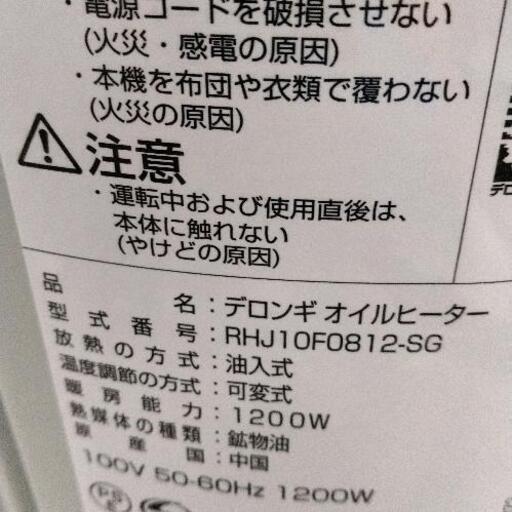 ・電源コードを破損させない
(火災・感電の原因)
・本機を布団や衣類で覆わない
(火災の原因)
注意
・運転中および使用直後は、
本体に触れない
(やけどの原因)
品名：デロンギ オイルヒーター
型式番号：RHJ10F0812-SG
放熱の方式：油入式
温度調節の方式：可変式
暖房能力：1200W
熱媒体の種類：鉱物油
原産国：中国
100V 50-60Hz 1200W
PS
E